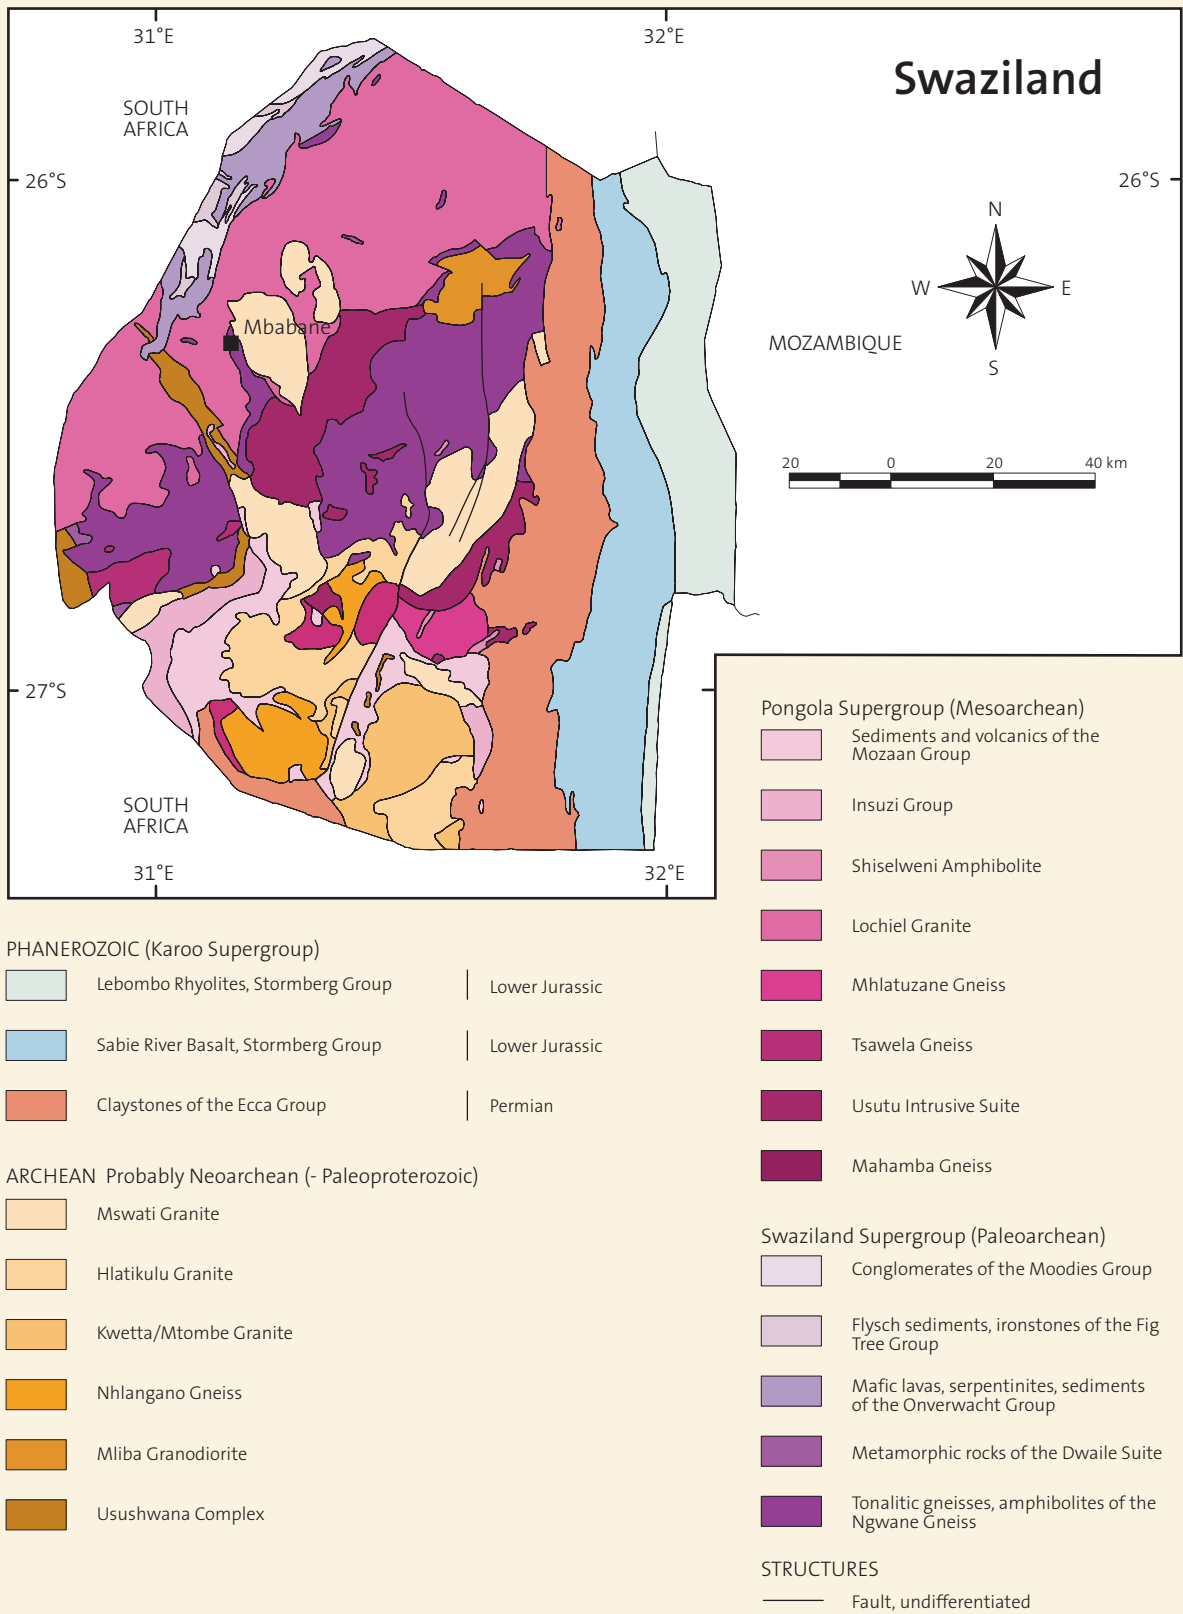 31°E
32°E
Swaziland
SOUTH
AFRICA
26°S
26°S
N
W
E
S
Mbabane
MOZAMBIQUE
20
0
20
40 km
27°S
SOUTH
AFRICA
31°E
32°E
PHANEROZOIC (Karoo Supergroup)
Lebombo Rhyolites, Stormberg Group
Lower Jurassic
Sabie River Basalt, Stormberg Group
Lower Jurassic
Claystones of the Ecca Group
Permian
ARCHEAN Probably Neoarchean (- Paleoproterozoic)
Mswati Granite
Hlatikulu Granite
Kwetta/Mtombe Granite
Nhlangano Gneiss
Mliba Granodiorite
Usushwana Complex
Pongola Supergroup (Mesoarchean)
Sediments and volcanics of the
Mozaan Group
Insuzi Group
Shiselweni Amphibolite
Lochiel Granite
Mhlatuzane Gneiss
Tsawela Gneiss
Usutu Intrusive Suite
Mahamba Gneiss
Swaziland Supergroup (Paleoarchean)
Conglomerates of the Moodies Group
Flysch sediments, ironstones of the Fig
Tree Group
Mafic lavas, serpentinites, sediments
of the Onverwacht Group
Metamorphic rocks of the Dwaile Suite
Tonalitic gneisses, amphibolites of the
Ngwane Gneiss
STRUCTURES
Fault, undifferentiated